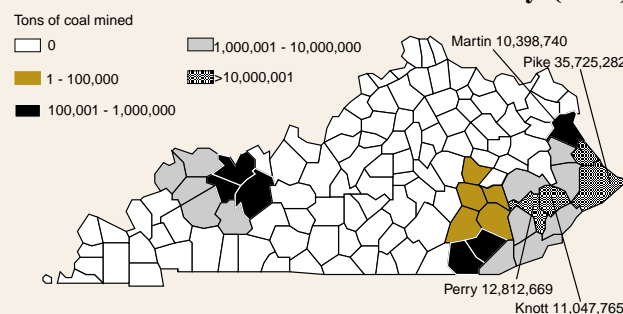 Tons of coal mined
0
1 - 100,000
100,001 - 1,000,000
1,000,001 - 10,000,000
>10,000,001
Martin 10,398,740
Pike 35,725,282
Perry 12,812,669
Knott 11,047,765